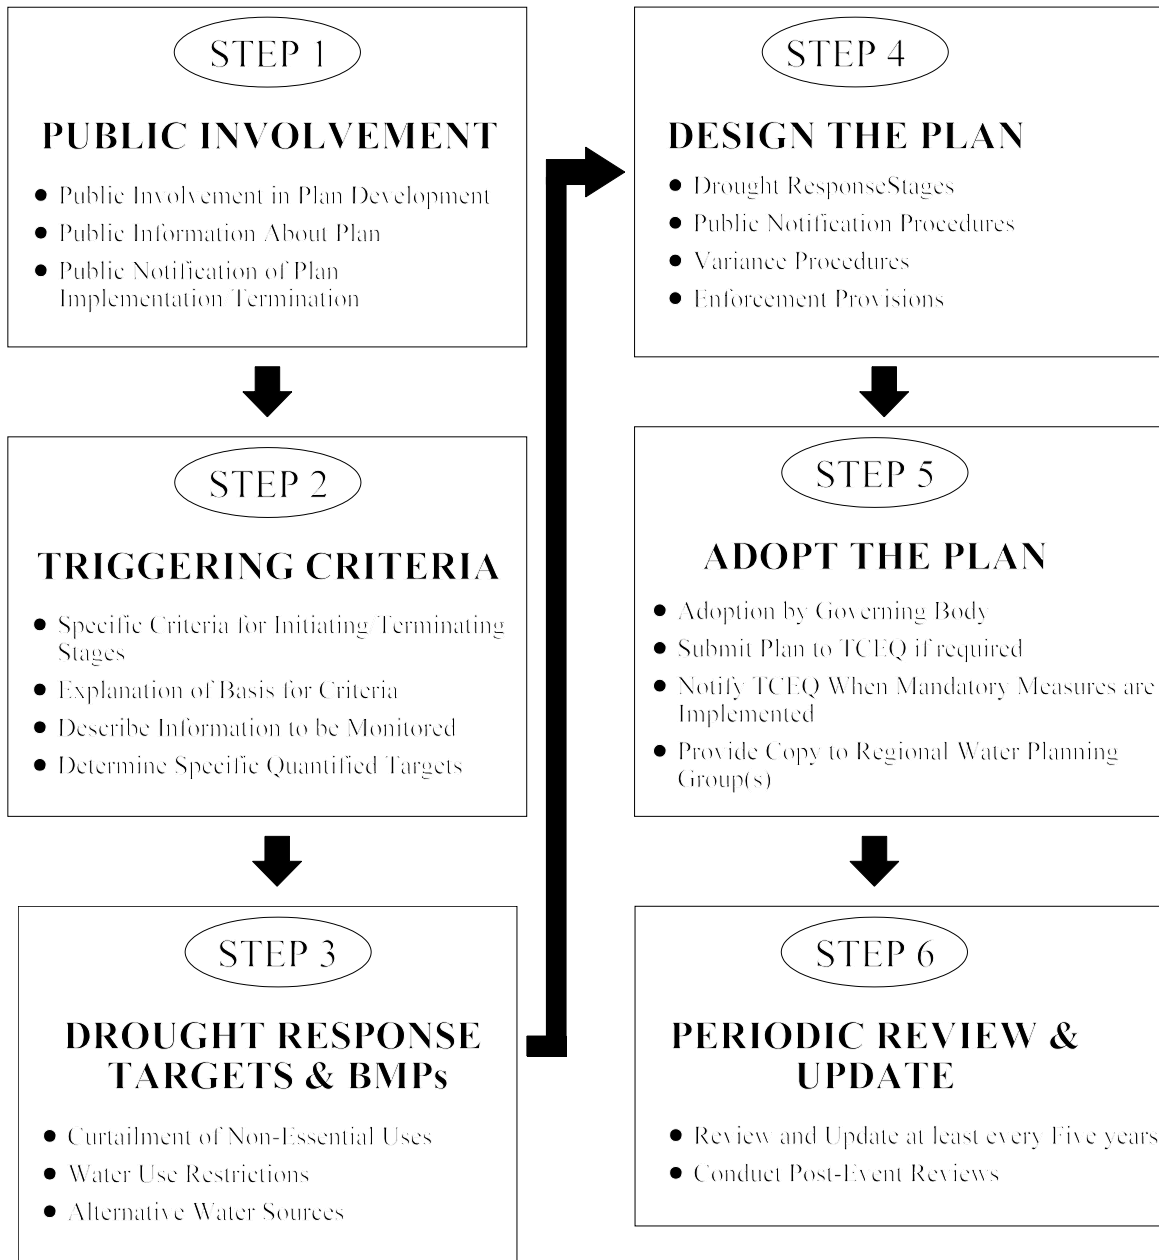 STEP 1
PUBLIC INVOLVEMENT
● Public Involvement in Plan Development
● Public Information About Plan
● Public Notification of Plan
Implementation Termination
STEP 2
TRIGGERING CRITERIA
● Specific Criteria for Initiating Terminating
Stages
● Explanation of Basis for Criteria
● Describe Information to be Monitored
● Determine Specific Quantified Targets
STEP 3
DROUGHT RESPONSE
TARGETS & BMPs
● Curtailment of Non-Essential Uses
● Water Use Restrictions
● Alternative Water Sources
STEP 4
DESIGN THE PLAN
● Drought ResponseStages
● Public Notification Procedures
● Variance Procedures
● Enforcement Provisions
STEP 5
ADOPT THE PLAN
● Adoption by Governing Body
● Submit Plan to TCEQ if required
● Notify TCEQ When Mandatory Measures are
Implemented
● Provide Copy to Regional Water Planning
Group(s)
STEP 6
PERIODIC REVIEW &
UPDATE
● Review and Update at least every Five years
● Conduct Post-Event Reviews